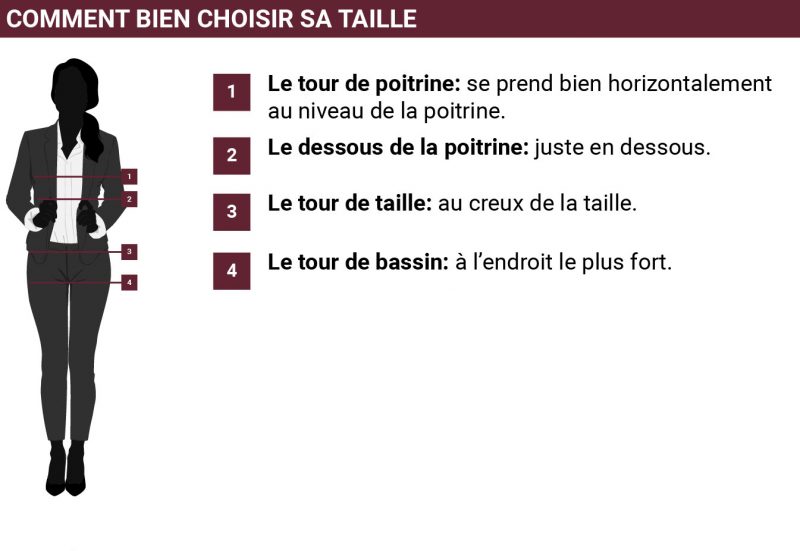 COMMENT BIEN CHOISIR SA TAILLE
1 Le tour de poitrine: se prend bien horizontalement
au niveau de la poitrine.
2 Le dessous de la poitrine: juste en dessous.
3 Le tour de taille: au creux de la taille.
4 Le tour de bassin: à l’endroit le plus fort.
1
2
3
4